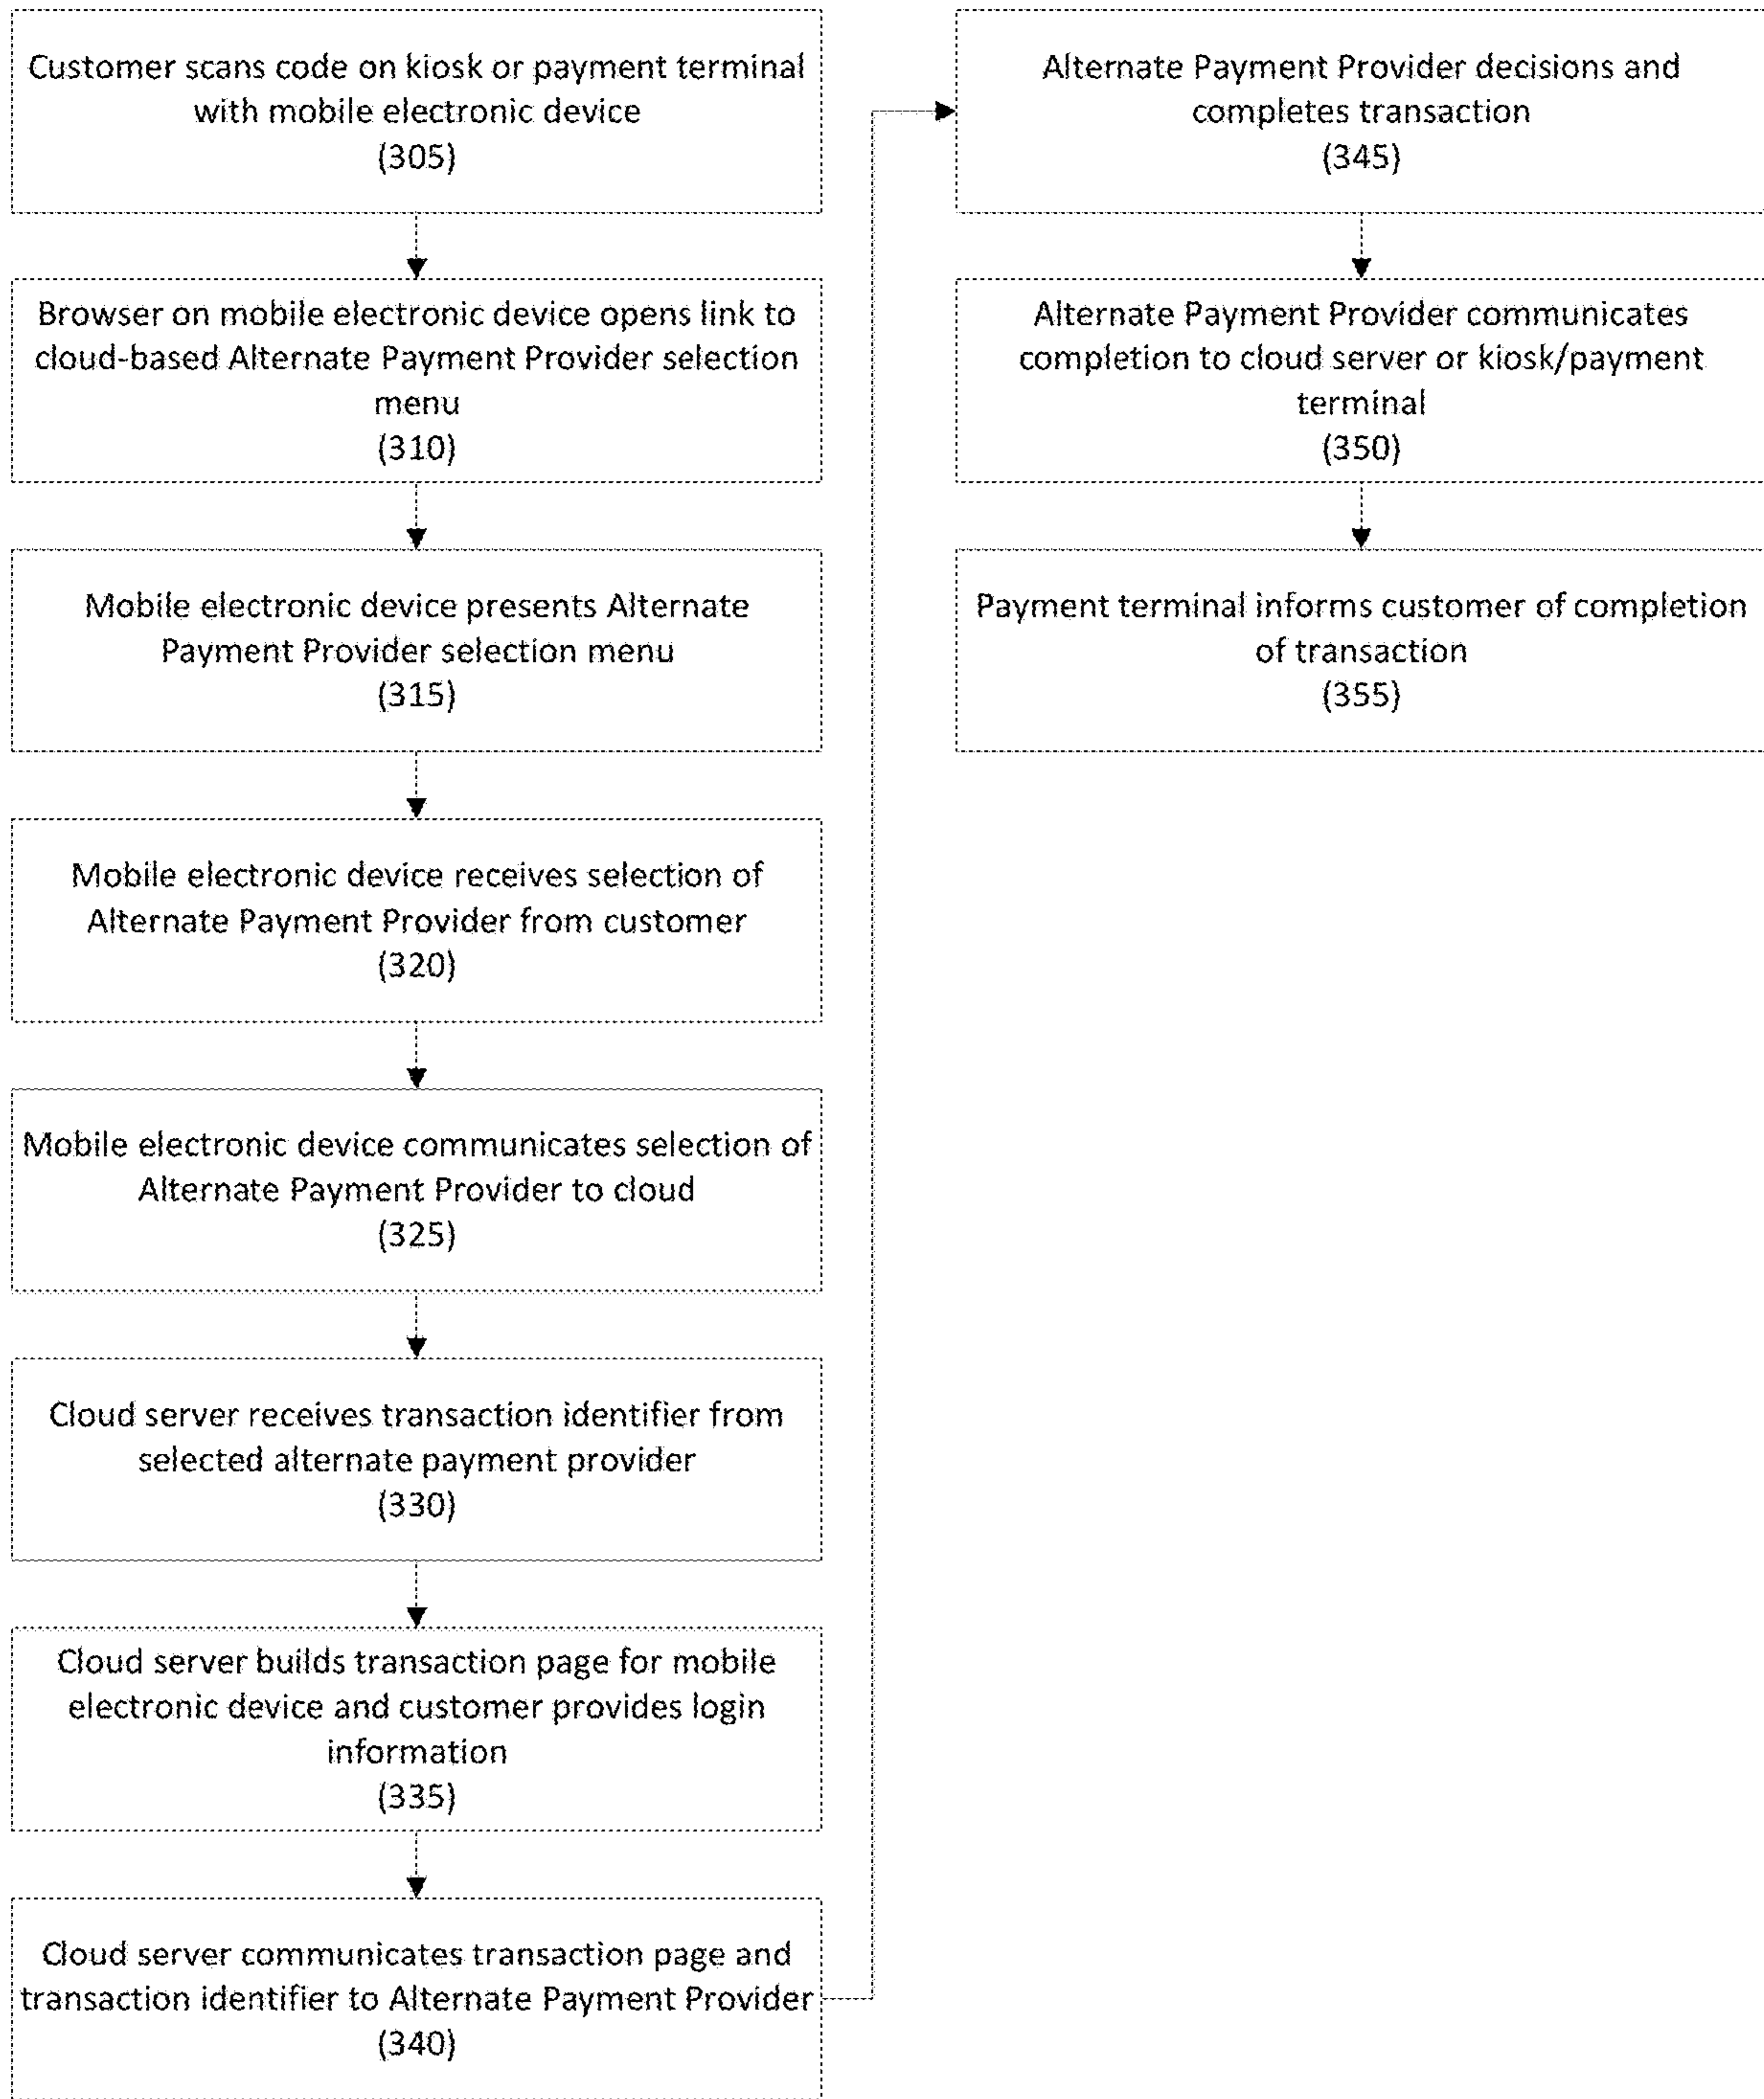 Customer scans code on kiosk or payment terminal
with mobile electronic device
(305)
Browser on mobile electronic device opens link to
cloud-based Alternate Payment Provider selection
menu
(310)
Mobile electronic device presents Alternate
Payment Provider selection menu
(315)
Mobile electronic device receives selection of
Alternate Payment Provider from customer
(320)
Mobile electronic device communicates selection of
Alternate Payment Provider to cloud
(325)
Cloud server receives transaction identifier from
selected alternate payment provider
(330)
Cloud server builds transaction page for mobile
electronic device and customer provides login
information
(335)
Cloud server communicates transaction page and
transaction identifier to Alternate Payment Provider
(340)
Alternate Payment Provider decisions and
completes transaction
(345)
Alternate Payment Provider communicates
completion to cloud server or kiosk/payment
terminal
(350)
Payment terminal informs customer of completion
of transaction
(355)